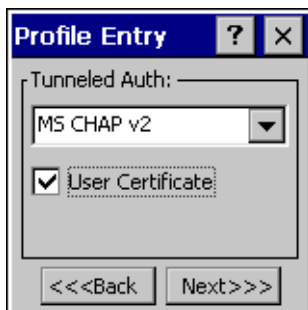 Profile Entry ? ×
Tunneled Auth:
MS CHAP v2
User Certificate
<<<Back Next>>>